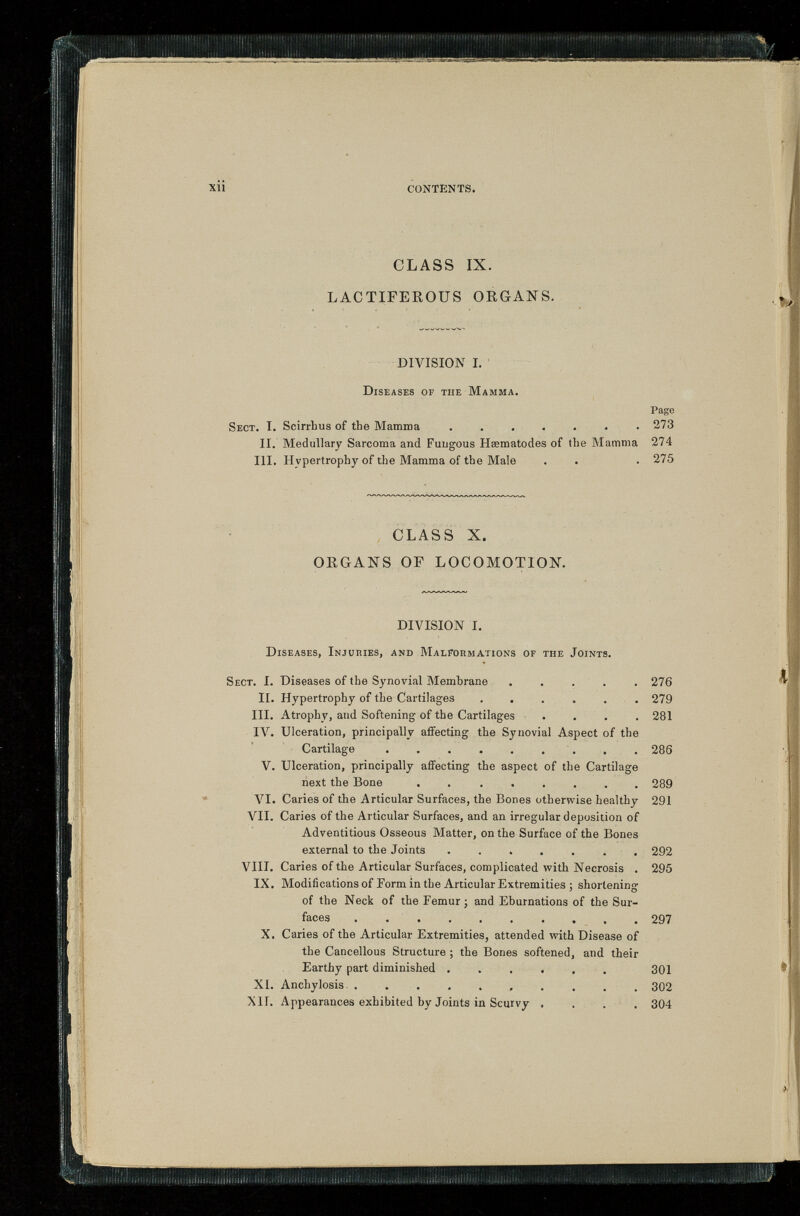 xii CONTENTS.
CLASS IX.
LACTIFEROUS ORGANS.
DIVISION I.
Diseases of the Mamma.
Page
Sect. I. Scirrhus of the Mamma . . . . . . . 273
II. Medullary Sarcoma and Fungous Hæmatodes of the Mamma 274
III. Hypertrophy of the Mamma of the Male . . . 275
CLASS X.
ORGANS OF LOCOMOTION.
DIVISION I.
Diseases, Injuries, and Malformations of the Joints.
Sect. I. Diseases of the Synovial Membrane . . . . . 276
II. Hypertrophy of the Cartilages . . . . . . 279
III. Atrophy, and Softening of the Cartilages . . . . 281
IV. Ulceration, principally affecting the Synovial Aspect of the
Cartilage . . . . . . . . . 286
V. Ulceration, principally affecting the aspect of the Cartilage
next the Bone . . . . . . . . 289
VI. Caries of the Articular Surfaces, the Bones otherwise healthy 291
VII. Caries of the Articular Surfaces, and an irregular deposition of
Adventitious Osseous Matter, on the Surface of the Bones
external to the Joints . . . . . . . 292
VIII. Caries of the Articular Surfaces, complicated with Necrosis . 295
IX. Modifications of Form in the Articular Extremities ; shortening
of the Neck of the Femur ; and Eburnations of the Sur-
faces . . . . . . . . . . 297
X. Caries of the Articular Extremities, attended with Disease of
the Cancellous Structure ; the Bones softened, and their
Earthy part diminished . . . . . . 301
XI. Anchylosis . . . . . . . . . . 302
XII. Appearances exhibited by Joints in Scurvy . . . . 304